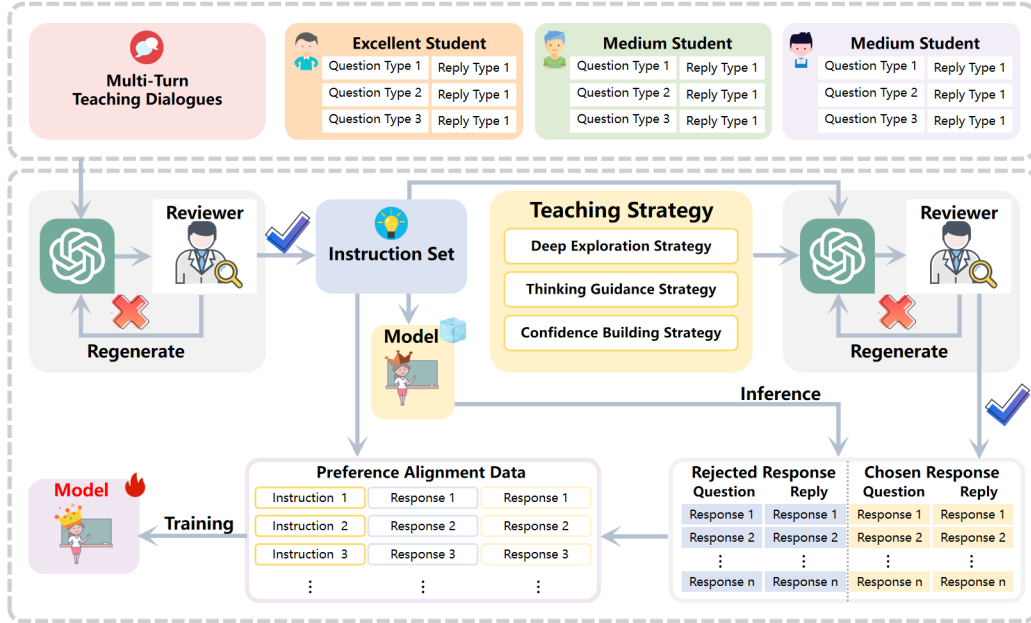 Multi-Turn
Teaching Dialogues
Excellent Student
Question Type 1 Reply Type 1
Question Type 2 Reply Type 1
Question Type 3 Reply Type 1
Medium Student
Question Type 1 Reply Type 1
Question Type 2 Reply Type 1
Question Type 3 Reply Type 1
Medium Student
Question Type 1 Reply Type 1
Question Type 2 Reply Type 1
Question Type 3 Reply Type 1
Reviewer
Regenerate
Instruction Set
Model
Teaching Strategy
Deep Exploration Strategy
Thinking Guidance Strategy
Confidence Building Strategy
Reviewer
Regenerate
Inference
Model
Training
Preference Alignment Data
Instruction 1 Response 1 Response 1
Instruction 2 Response 2 Response 2
Instruction 3 Response 3 Response 3
⋮ ⋮ ⋮
Rejected Response Chosen Response
Question Reply Question Reply
Response 1 Response 1 Response 1 Response 1
Response 2 Response 2 Response 2 Response 2
⋮ ⋮ ⋮ ⋮
Response n Response n Response n Response n